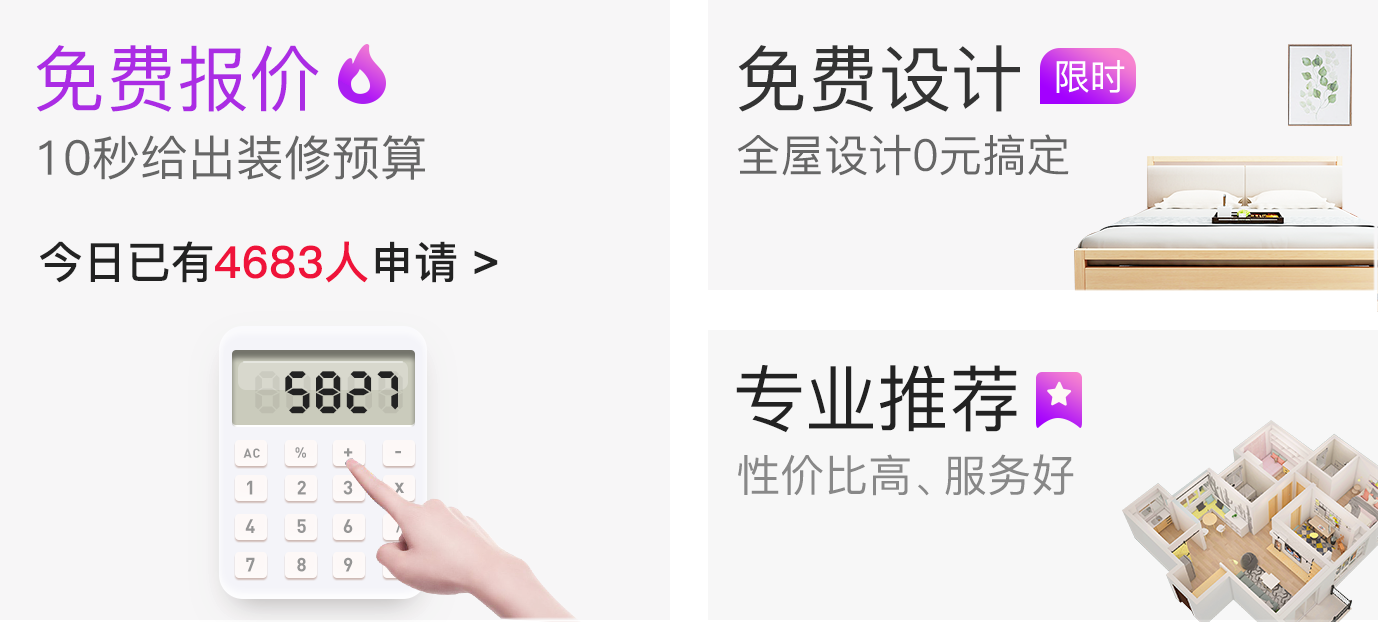 免费报价
10秒给出装修预算
今日已有4683人申请 >
5827
AC % + -
1 2 3 x
4 5 6 /
7 8 9
免费设计 限时
全屋设计0元搞定
专业推荐
性价比高、服务好